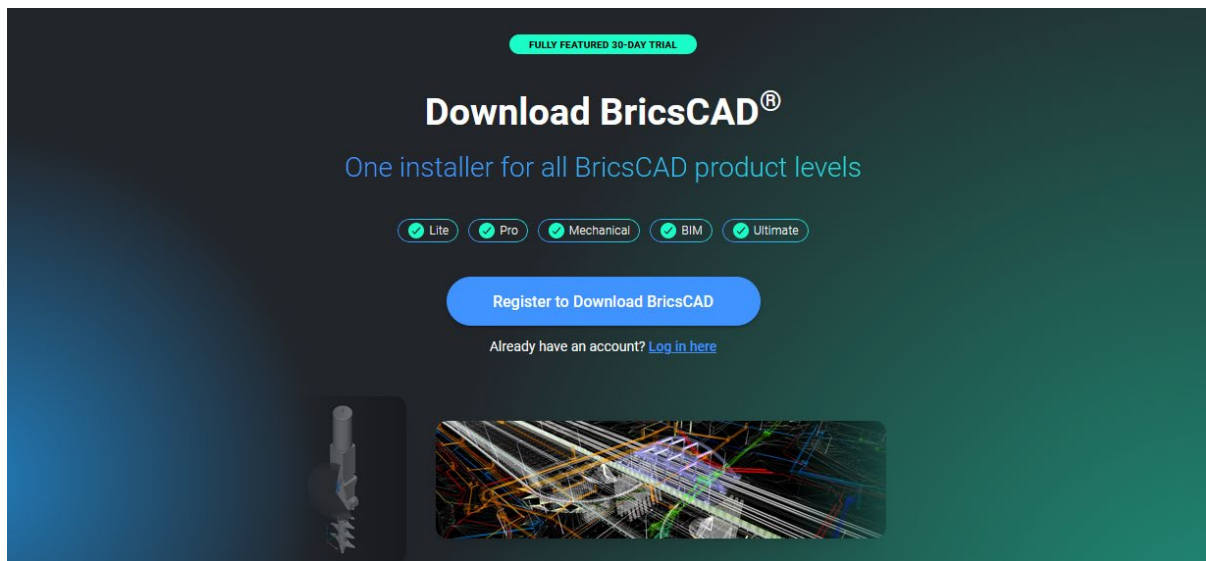 FULLY FEATURED 30-DAY TRIAL
Download BricsCAD®
One installer for all BricsCAD product levels
Lite Pro Mechanical BIM Ultimate
Register to Download BricsCAD
Already have an account? Log in here